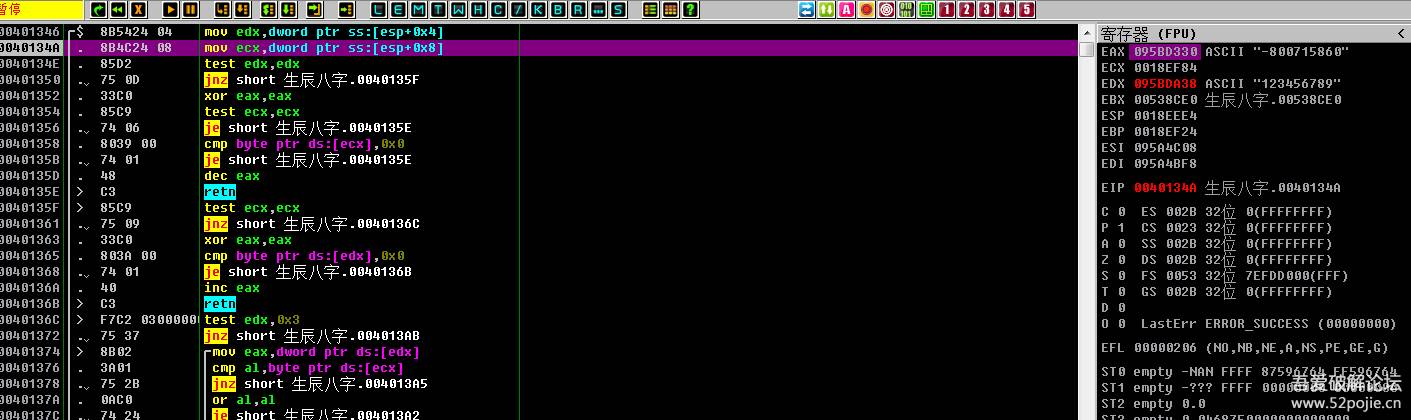 暂停 X L E M T W H C / K B R ... S ? A 1 2 3 4 5
00401346 $ 8B5424 04 mov edx,dword ptr ss:[esp+0x4]
0040134A . 8B4C24 08 mov ecx,dword ptr ss:[esp+0x8]
0040134E . 85D2 test edx,edx
00401350 . 75 0D jnz short 生辰八字.0040135F
00401352 . 33C0 xor eax,eax
00401354 . 85C9 test ecx,ecx
00401356 . 74 06 je short 生辰八字.0040135E
00401358 . 8039 00 cmp byte ptr ds:[ecx],0x0
0040135B . 74 01 je short 生辰八字.0040135E
0040135D . 48 dec eax
0040135E > C3 retn
0040135F > 85C9 test ecx,ecx
00401361 . 75 09 jnz short 生辰八字.0040136C
00401363 . 33C0 xor eax,eax
00401365 . 803A 00 cmp byte ptr ds:[edx],0x0
00401368 . 74 01 je short 生辰八字.0040136B
0040136A . 40 inc eax
0040136B > C3 retn
0040136C > F7C2 0300000 test edx,0x3
00401372 . 75 37 jnz short 生辰八字.004013AB
00401374 > 8B02 mov eax,dword ptr ds:[edx]
00401376 . 3A01 cmp al,byte ptr ds:[ecx]
00401378 . 75 2B jnz short 生辰八字.004013A5
0040137A . 0AC0 or al,al
0040137C . 74 24 je short 生辰八字.004013A2
寄存器 (FPU) <
EAX 095BD330 ASCII "-800715860"
ECX 0018EF84
EDX 095BDA38 ASCII "123456789"
EBX 00538CE0 生辰八字.00538CE0
ESP 0018EEE4
EBP 0018EF24
ESI 095A4C08
EDI 095A4BF8
EIP 0040134A 生辰八字.0040134A
C 0 ES 002B 32位 0(FFFFFFFF)
P 1 CS 0023 32位 0(FFFFFFFF)
A 0 SS 002B 32位 0(FFFFFFFF)
Z 0 DS 002B 32位 0(FFFFFFFF)
S 0 FS 0053 32位 7EFDD000(FFF)
T 0 GS 002B 32位 0(FFFFFFFF)
D 0
O 0 LastErr ERROR_SUCCESS (00000000)
EFL 00000206 (NO,NB,NE,A,NS,PE,GE,G)
ST0 empty -NAN FFFF 87596764 FF596764
ST1 empty -??? FFFF
ST2 empty 0.0
吾爱破解论坛
www.52pojie.cn